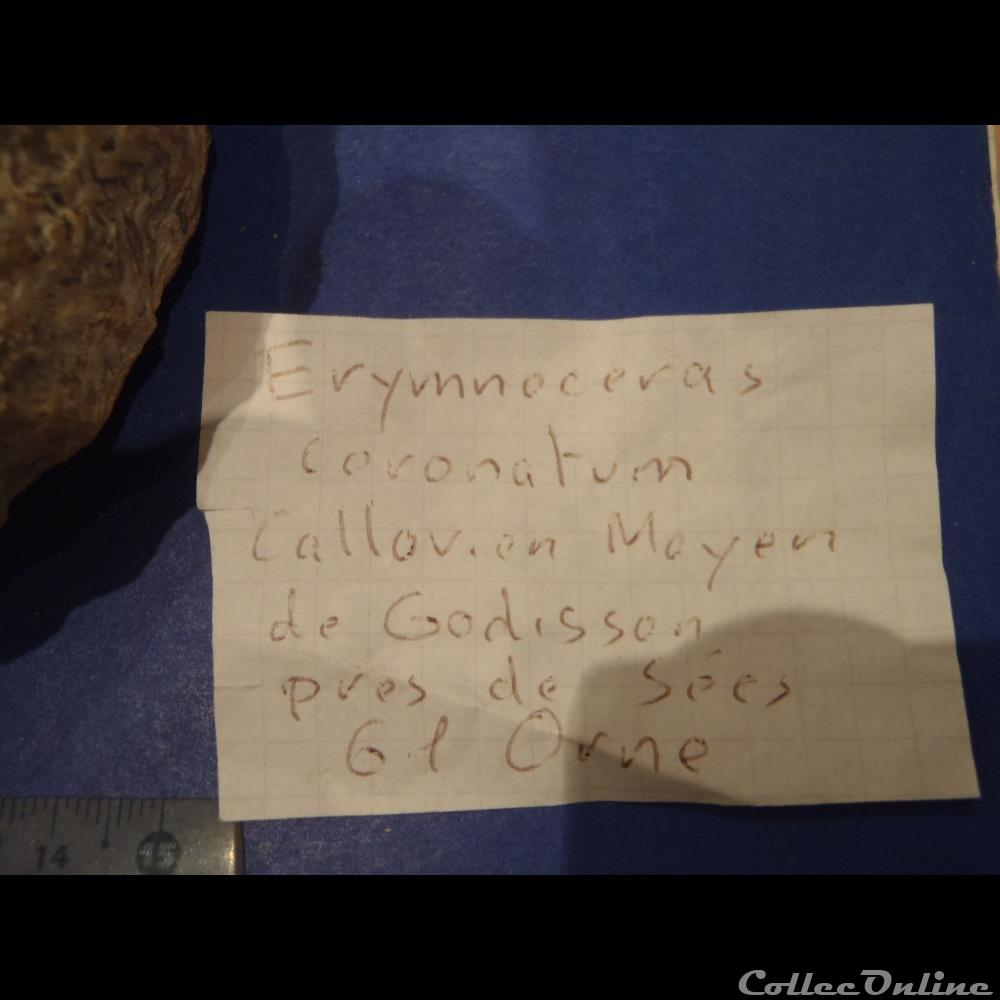 Erymnoceras
coronatum
Callovien Moyen
de Godisson
pres de Sées
61 Orne
14 15
CollecOnline